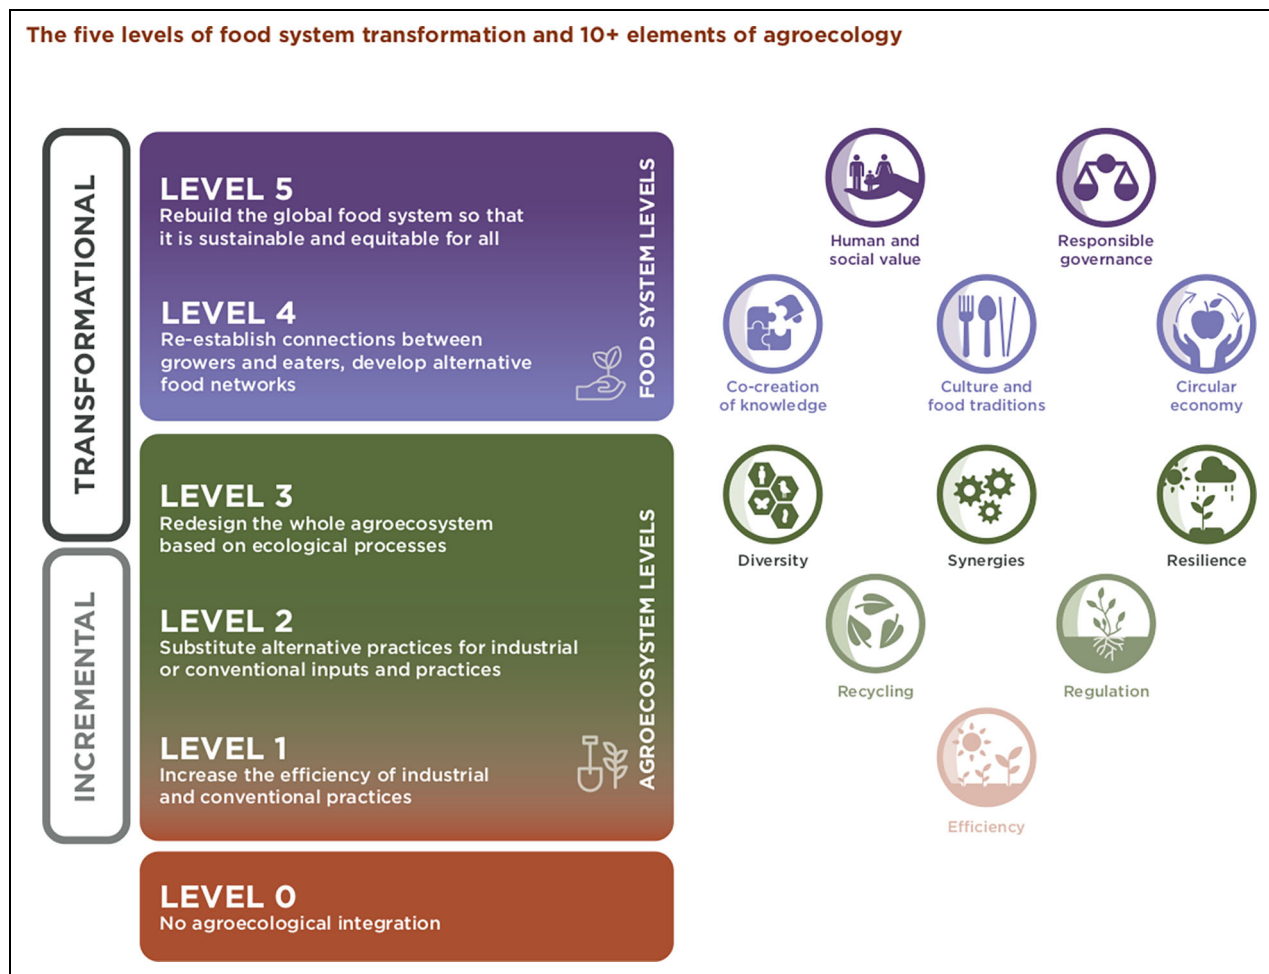 The five levels of food system transformation and 10+ elements of agroecology
TRANSFORMATIONAL
INCREMENTAL
LEVEL 5
Rebuild the global food system so that
it is sustainable and equitable for all
LEVEL 4
Re-establish connections between
growers and eaters, develop alternative
food networks
FOOD SYSTEM LEVELS
LEVEL 3
Redesign the whole agroecosystem
based on ecological processes
LEVEL 2
Substitute alternative practices for industrial
or conventional inputs and practices
LEVEL 1
Increase the efficiency of industrial
and conventional practices
AGROECOSYSTEM LEVELS
LEVEL 0
No agroecological integration
Human and
social value
Responsible
governance
Co-creation
of knowledge
Culture and
food traditions
Circular
economy
Diversity
Synergies
Resilience
Recycling
Regulation
Efficiency